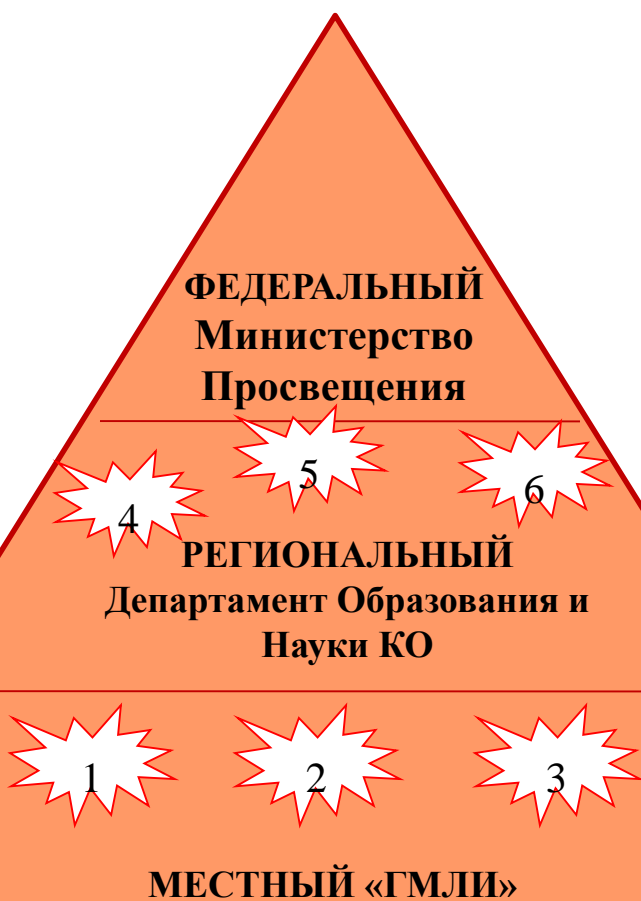 ФЕДЕРАЛЬНЫЙ
Министерство
Просвещения
4 5 6
РЕГИОНАЛЬНЫЙ
Департамент Образования и
Науки КО
1 2 3
МЕСТНЫЙ «ГМЛИ»